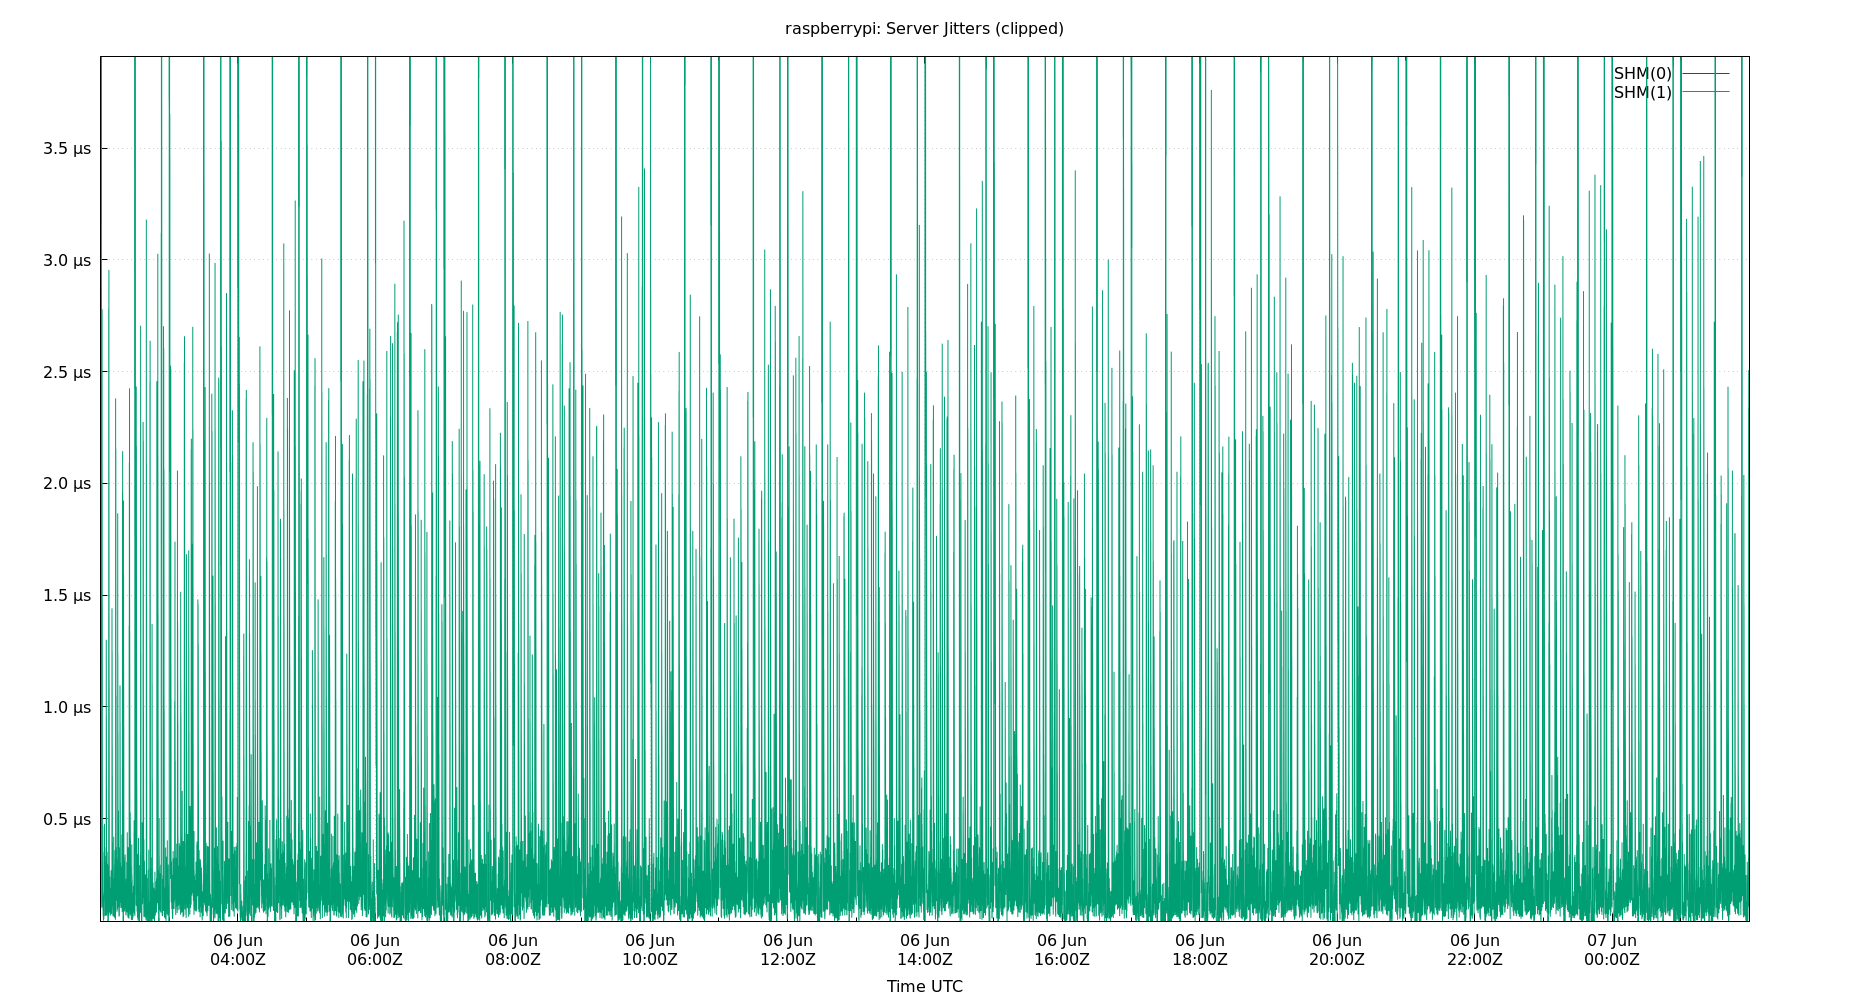 raspberrypi: Server Jitters (clipped)
SHM(0)
SHM(1)
3.5 μs
3.0 μs
2.5 μs
2.0 μs
1.5 μs
1.0 μs
0.5 μs
06 Jun 06 Jun 06 Jun 06 Jun 06 Jun 06 Jun 06 Jun 06 Jun 06 Jun 06 Jun 07 Jun
04:00Z 06:00Z 08:00Z 10:00Z 12:00Z 14:00Z 16:00Z 18:00Z 20:00Z 22:00Z 00:00Z
Time UTC